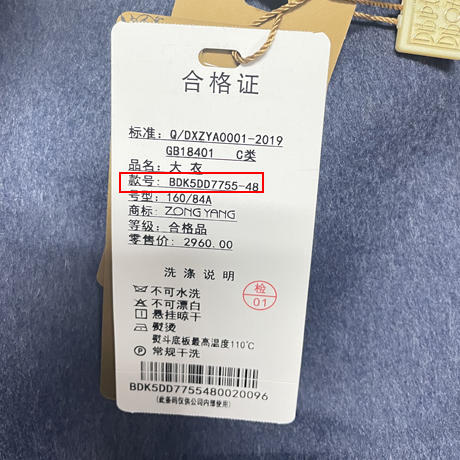 合格证
标准: Q/DXZYA0001-2019
GB18401 C类
品名: 大 衣
款号: BDK5DD7755-48
号型: 160/84A
商标: ZONGYANG
等级: 合格品
零售价: 2960.00
洗涤说明
不可水洗
不可漂白
悬挂晾干
熨烫
熨斗底板最高温度110℃
常规干洗
检
01
BDK5DD7755480020096
(此条码仅供公司内部使用)